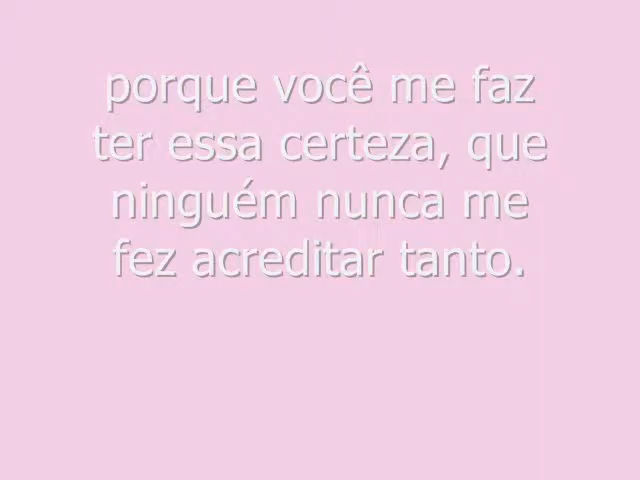 porque você me faz
ter essa certeza, que
ninguém nunca me
fez acreditar tanto.